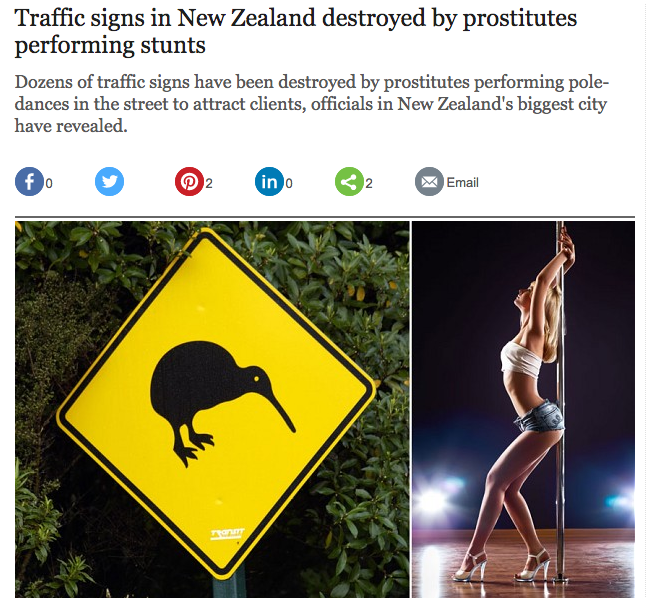 Traffic signs in New Zealand destroyed by prostitutes
performing stunts
Dozens of traffic signs have been destroyed by prostitutes performing pole-
dances in the street to attract clients, officials in New Zealand's biggest city
have revealed.
f 0
2
in 0
2
Email